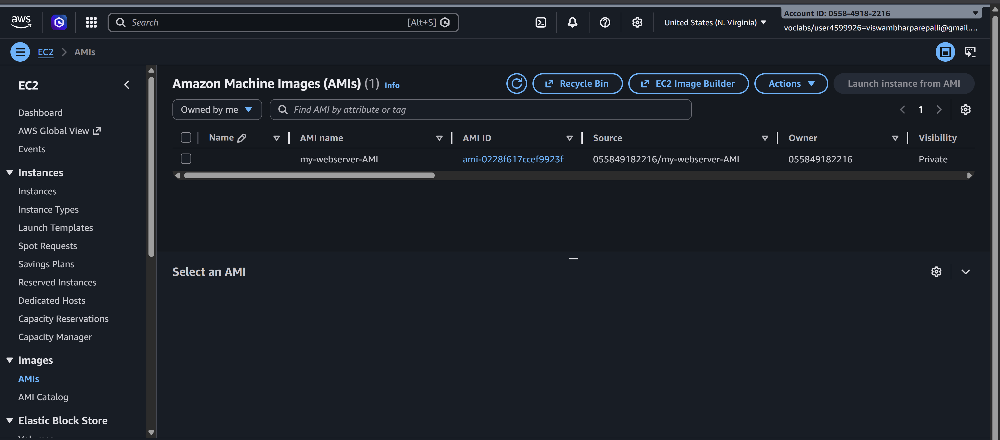 aws
Search [Alt+S]
United States (N. Virginia)
Account ID: 0558-4918-2216
voclabs/user4599926=viswambharparepalli@gmail....
EC2 > AMIs
EC2
Dashboard
AWS Global View
Events
Instances
Instances
Instance Types
Launch Templates
Spot Requests
Savings Plans
Reserved Instances
Dedicated Hosts
Capacity Reservations
Capacity Manager
Images
AMIs
AMI Catalog
Elastic Block Store
Amazon Machine Images (AMIs) (1) Info
Recycle Bin
EC2 Image Builder
Actions
Launch instance from AMI
Owned by me
Find AMI by attribute or tag
1
Name AMI name AMI ID Source Owner Visibility
my-webserver-AMI ami-0228f617ccef9923f 055849182216/my-webserver-AMI 055849182216 Private
Select an AMI